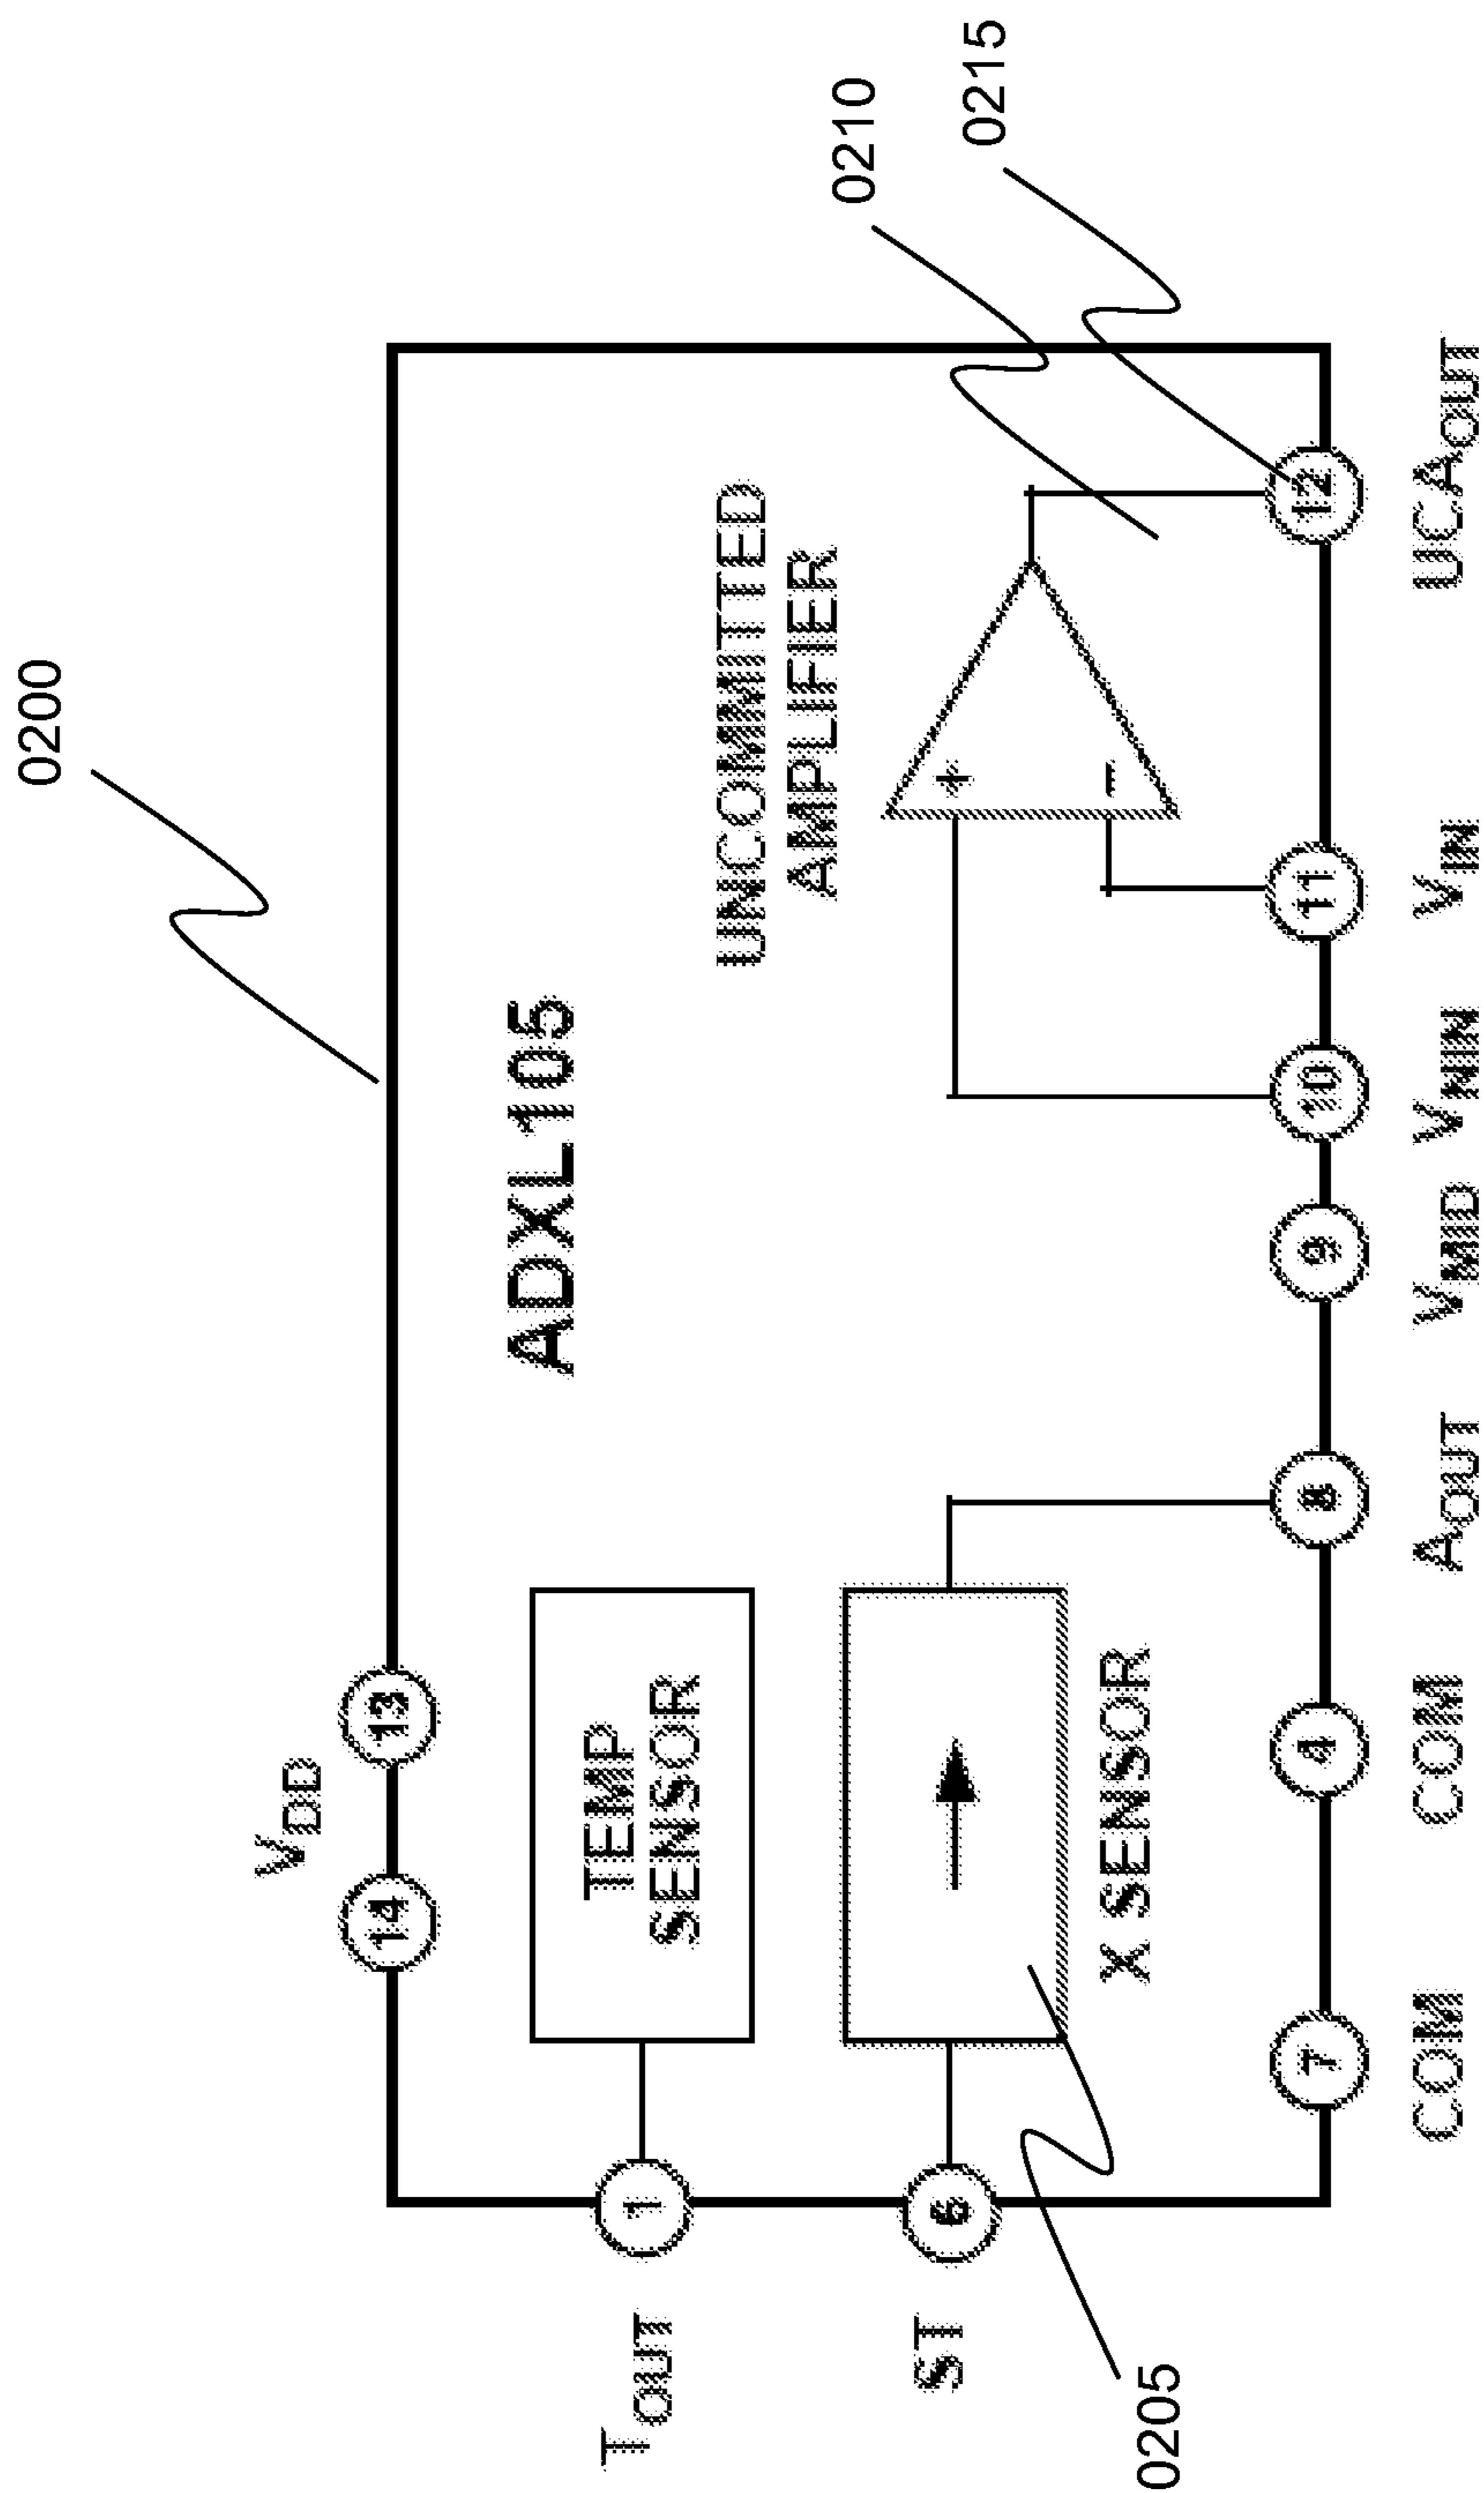 0200
V DD
14
13
ADXL105
TEMP
SENSOR
UNCOMMITTED
AMPLIFIER
0210
T OUT
1
ST
6
X SENSOR
+
−
0215
0205
7
4
8
9
10
11
12
COM
COM
A OUT
V MID
V NIN
V IN
UCA OUT